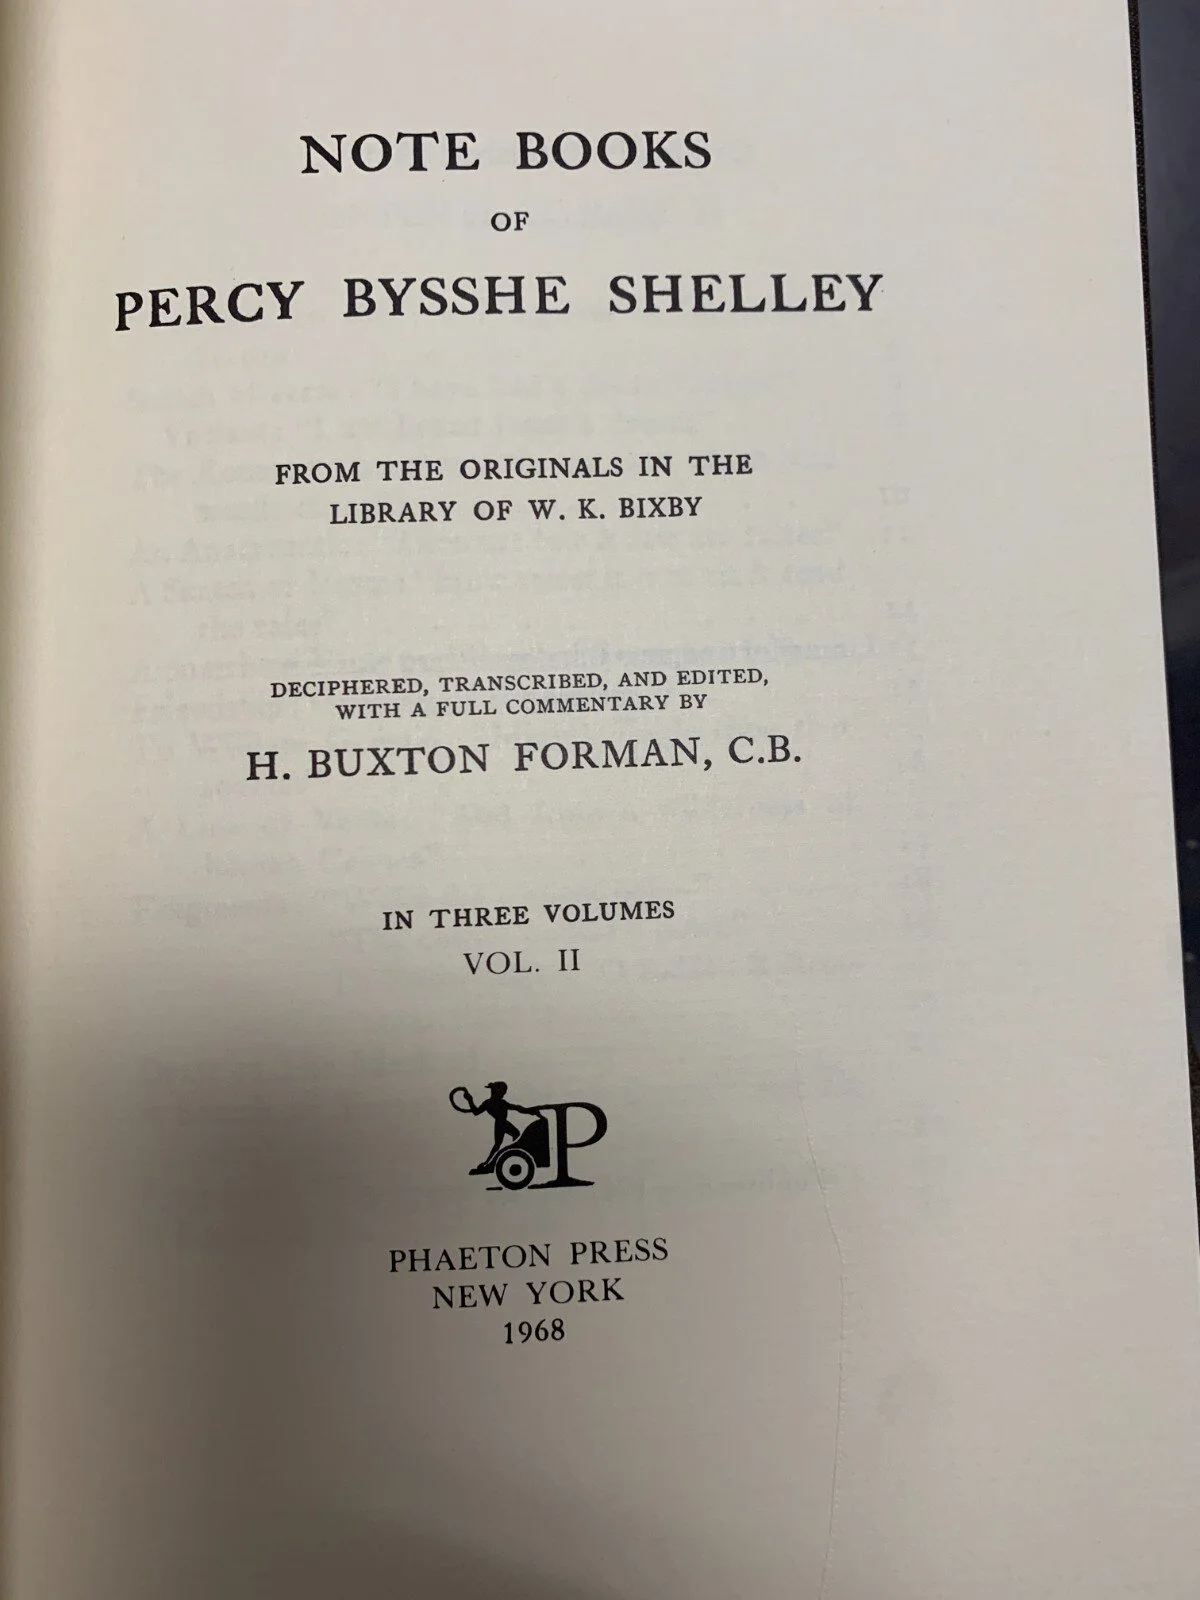 NOTE BOOKS
OF
PERCY BYSSHE SHELLEY
FROM THE ORIGINALS IN THE
LIBRARY OF W. K. BIXBY
DECIPHERED, TRANSCRIBED, AND EDITED,
WITH A FULL COMMENTARY BY
H. BUXTON FORMAN, C.B.
IN THREE VOLUMES
VOL. II
P
PHAETON PRESS
NEW YORK
1968